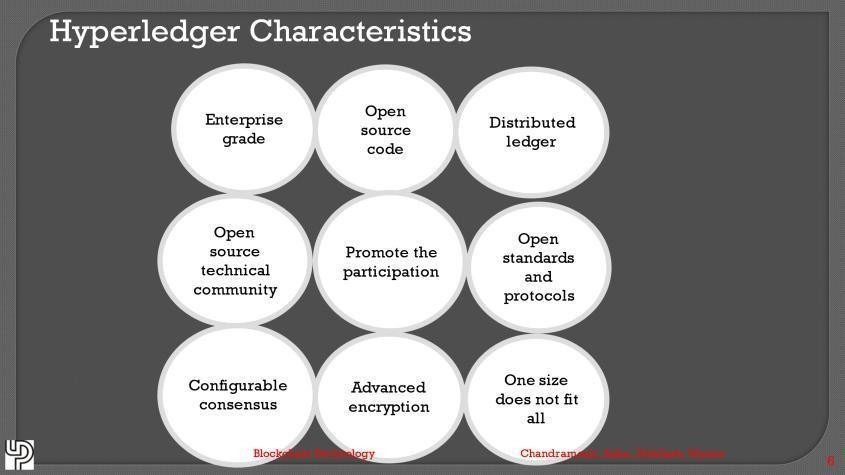 Hyperledger Characteristics
Enterprise
grade
Open
source
code
Distributed
ledger
Open
source
technical
community
Promote the
participation
Open
standards
and
protocols
Configurable
consensus
Advanced
encryption
One size
does not fit
all
Blockchain Technology
6